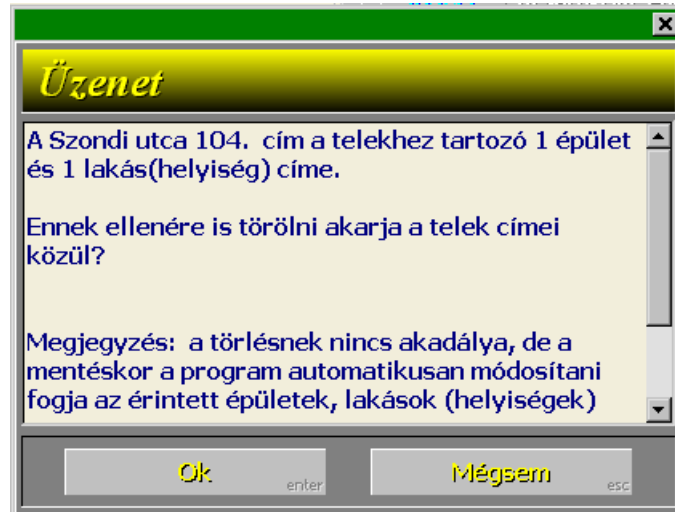 Üzenet
A Szondi utca 104.  cím a telekhez tartozó 1 épület
és 1 lakás(helyiség) címe.
Ennek ellenére is törölni akarja a telek címei
közül?
Megjegyzés:  a törlésnek nincs akadálya, de a
mentéskor a program automatikusan módosítani
fogja az érintett épületek, lakások (helyiségek)
Ok enter
Mégsem esc